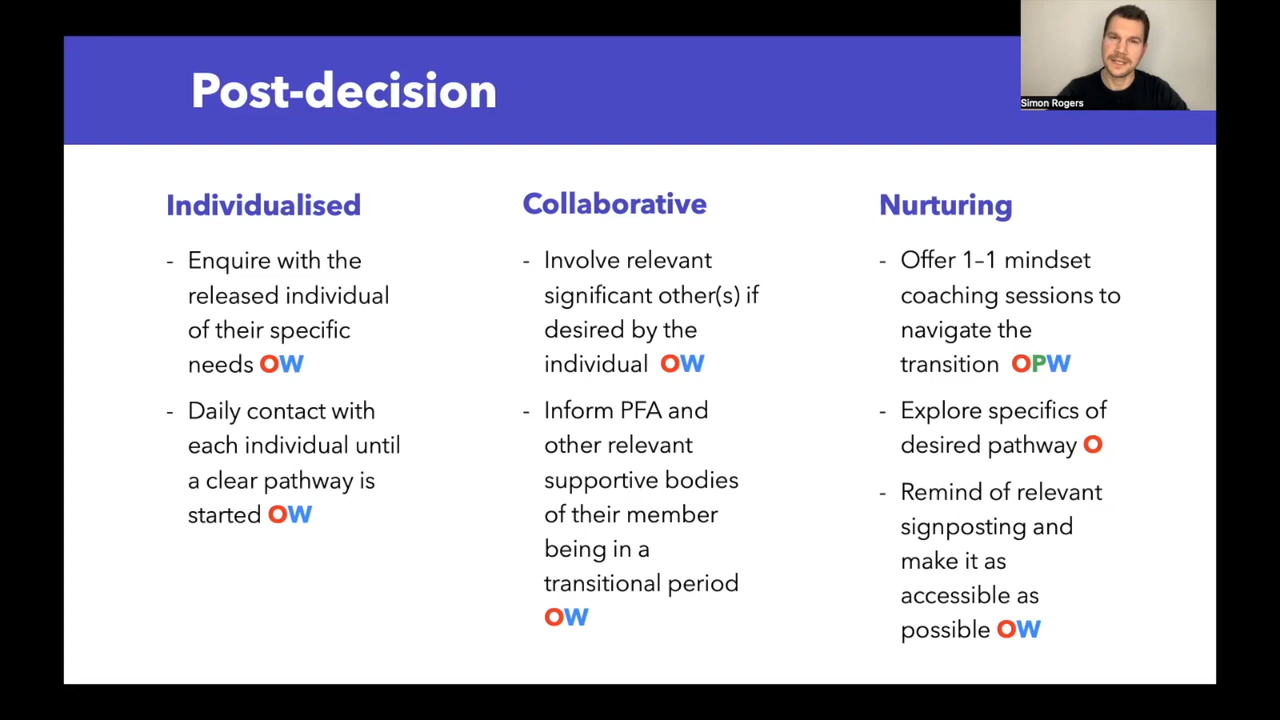 Post-decision
Simon Rogers
Individualised
- Enquire with the
released individual
of their specific
needs OW
- Daily contact with
each individual until
a clear pathway is
started OW
Collaborative
- Involve relevant
significant other(s) if
desired by the
individual OW
- Inform PFA and
other relevant
supportive bodies
of their member
being in a
transitional period
OW
Nurturing
- Offer 1–1 mindset
coaching sessions to
navigate the
transition OPW
- Explore specifics of
desired pathway O
- Remind of relevant
signposting and
make it as
accessible as
possible OW